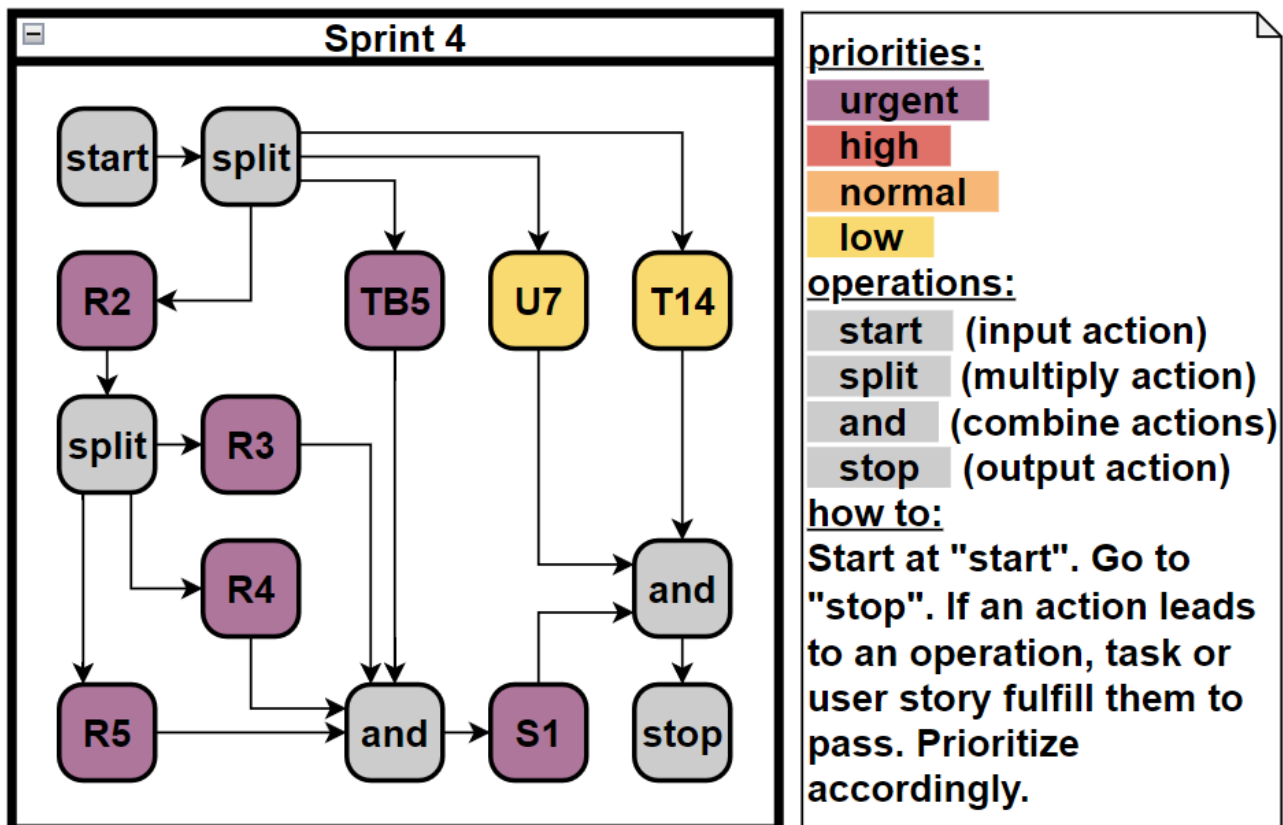 Sprint 4
start
split
R2
TB5
U7
T14
split
R3
R4
and
R5
and
S1
stop
priorities:
urgent
high
normal
low
operations:
start (input action)
split (multiply action)
and (combine actions)
stop (output action)
how to:
Start at "start". Go to
"stop". If an action leads
to an operation, task or
user story fulfill them to
pass. Prioritize
accordingly.